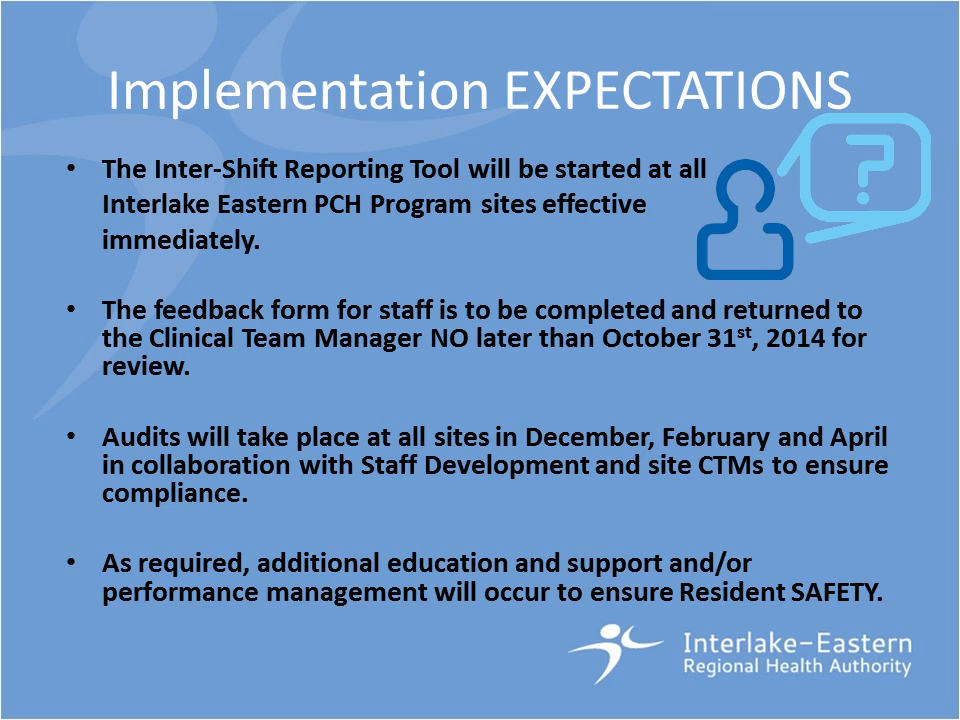 Implementation EXPECTATIONS
• The Inter-Shift Reporting Tool will be started at all
Interlake Eastern PCH Program sites effective
immediately.
• The feedback form for staff is to be completed and returned to
the Clinical Team Manager NO later than October 31st, 2014 for
review.
• Audits will take place at all sites in December, February and April
in collaboration with Staff Development and site CTMs to ensure
compliance.
• As required, additional education and support and/or
performance management will occur to ensure Resident SAFETY.
?
Interlake-Eastern
Regional Health Authority